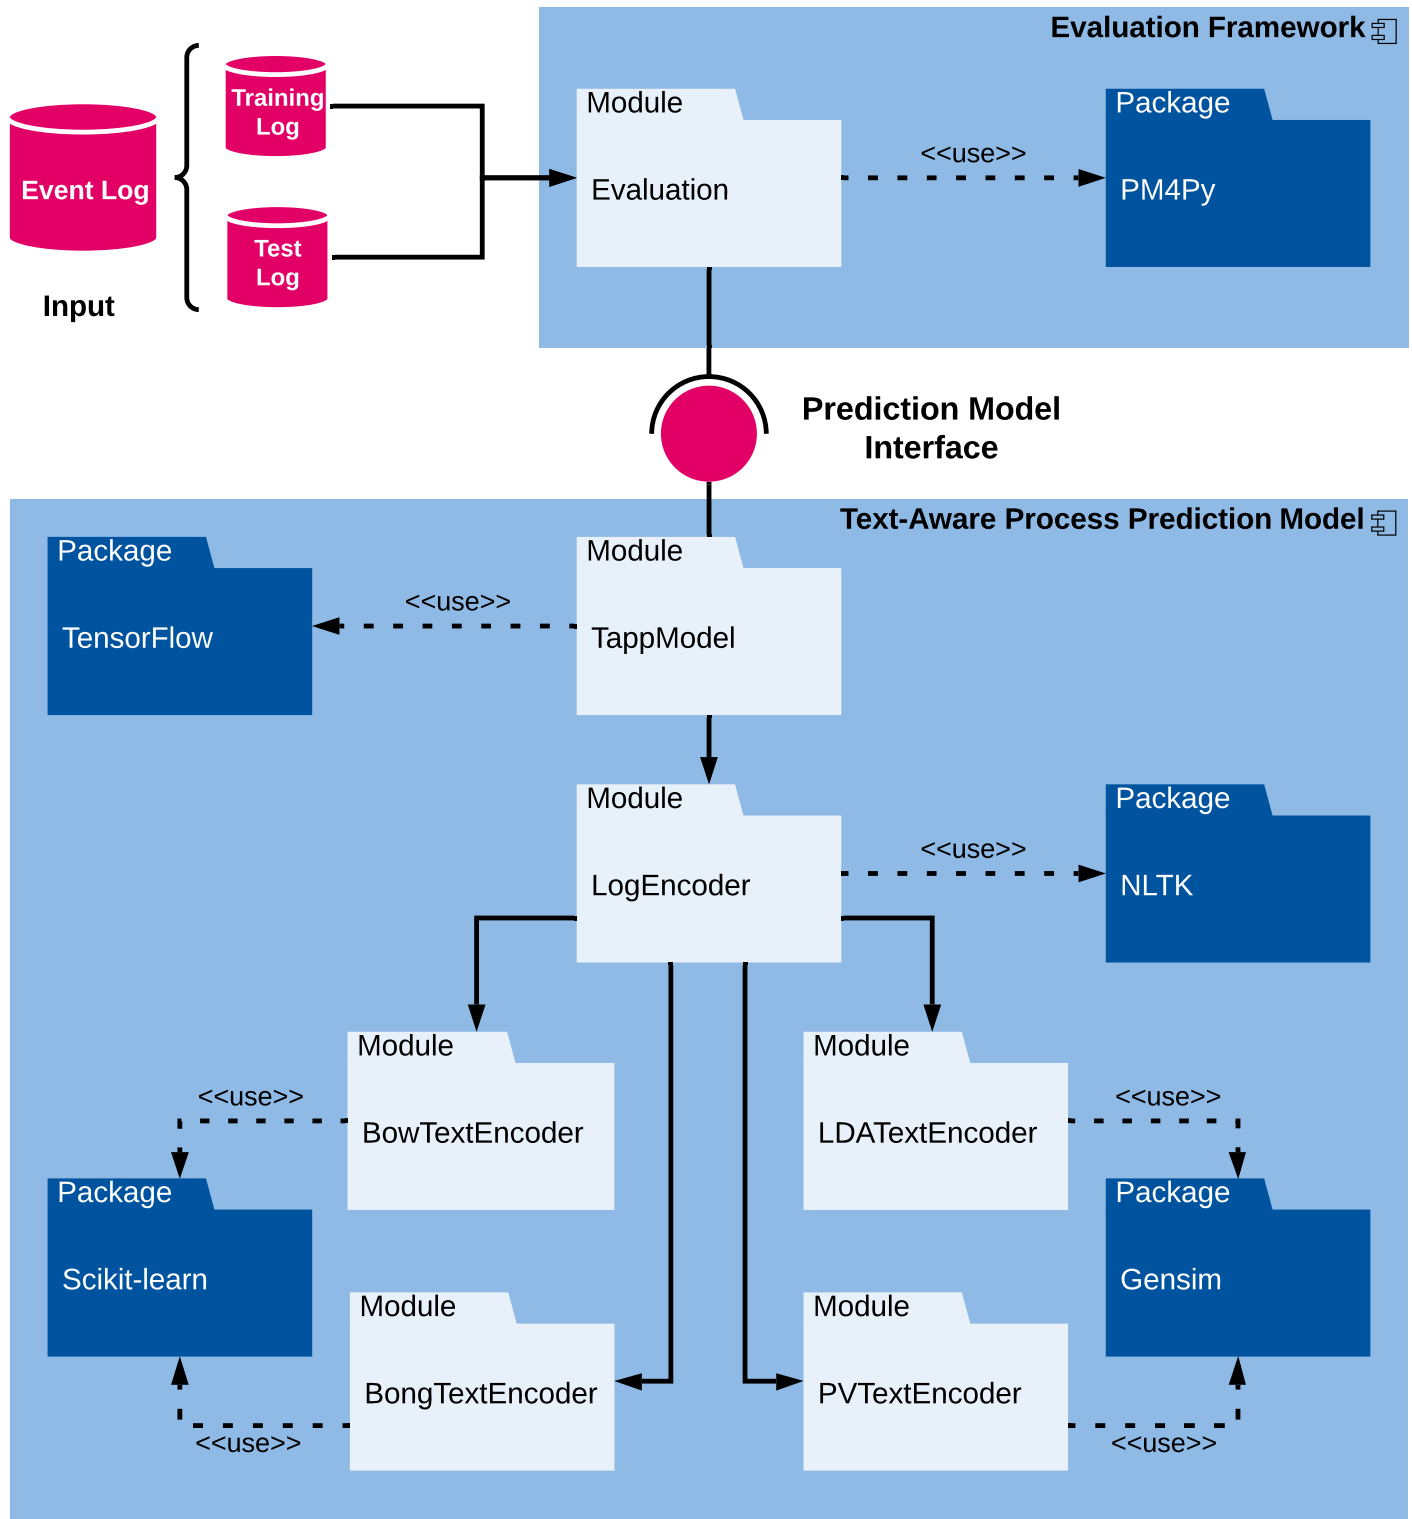 Evaluation Framework
Training
Log
Event Log
Test
Log
Input
Module
Evaluation
<<use>>
Package
PM4Py
Prediction Model
Interface
Text-Aware Process Prediction Model
Package
TensorFlow
<<use>>
Module
TappModel
Module
LogEncoder
<<use>>
Package
NLTK
Module
BowTextEncoder
Module
LDATextEncoder
<<use>>
<<use>>
Package
Scikit-learn
Package
Gensim
Module
BongTextEncoder
Module
PVTextEncoder
<<use>>
<<use>>